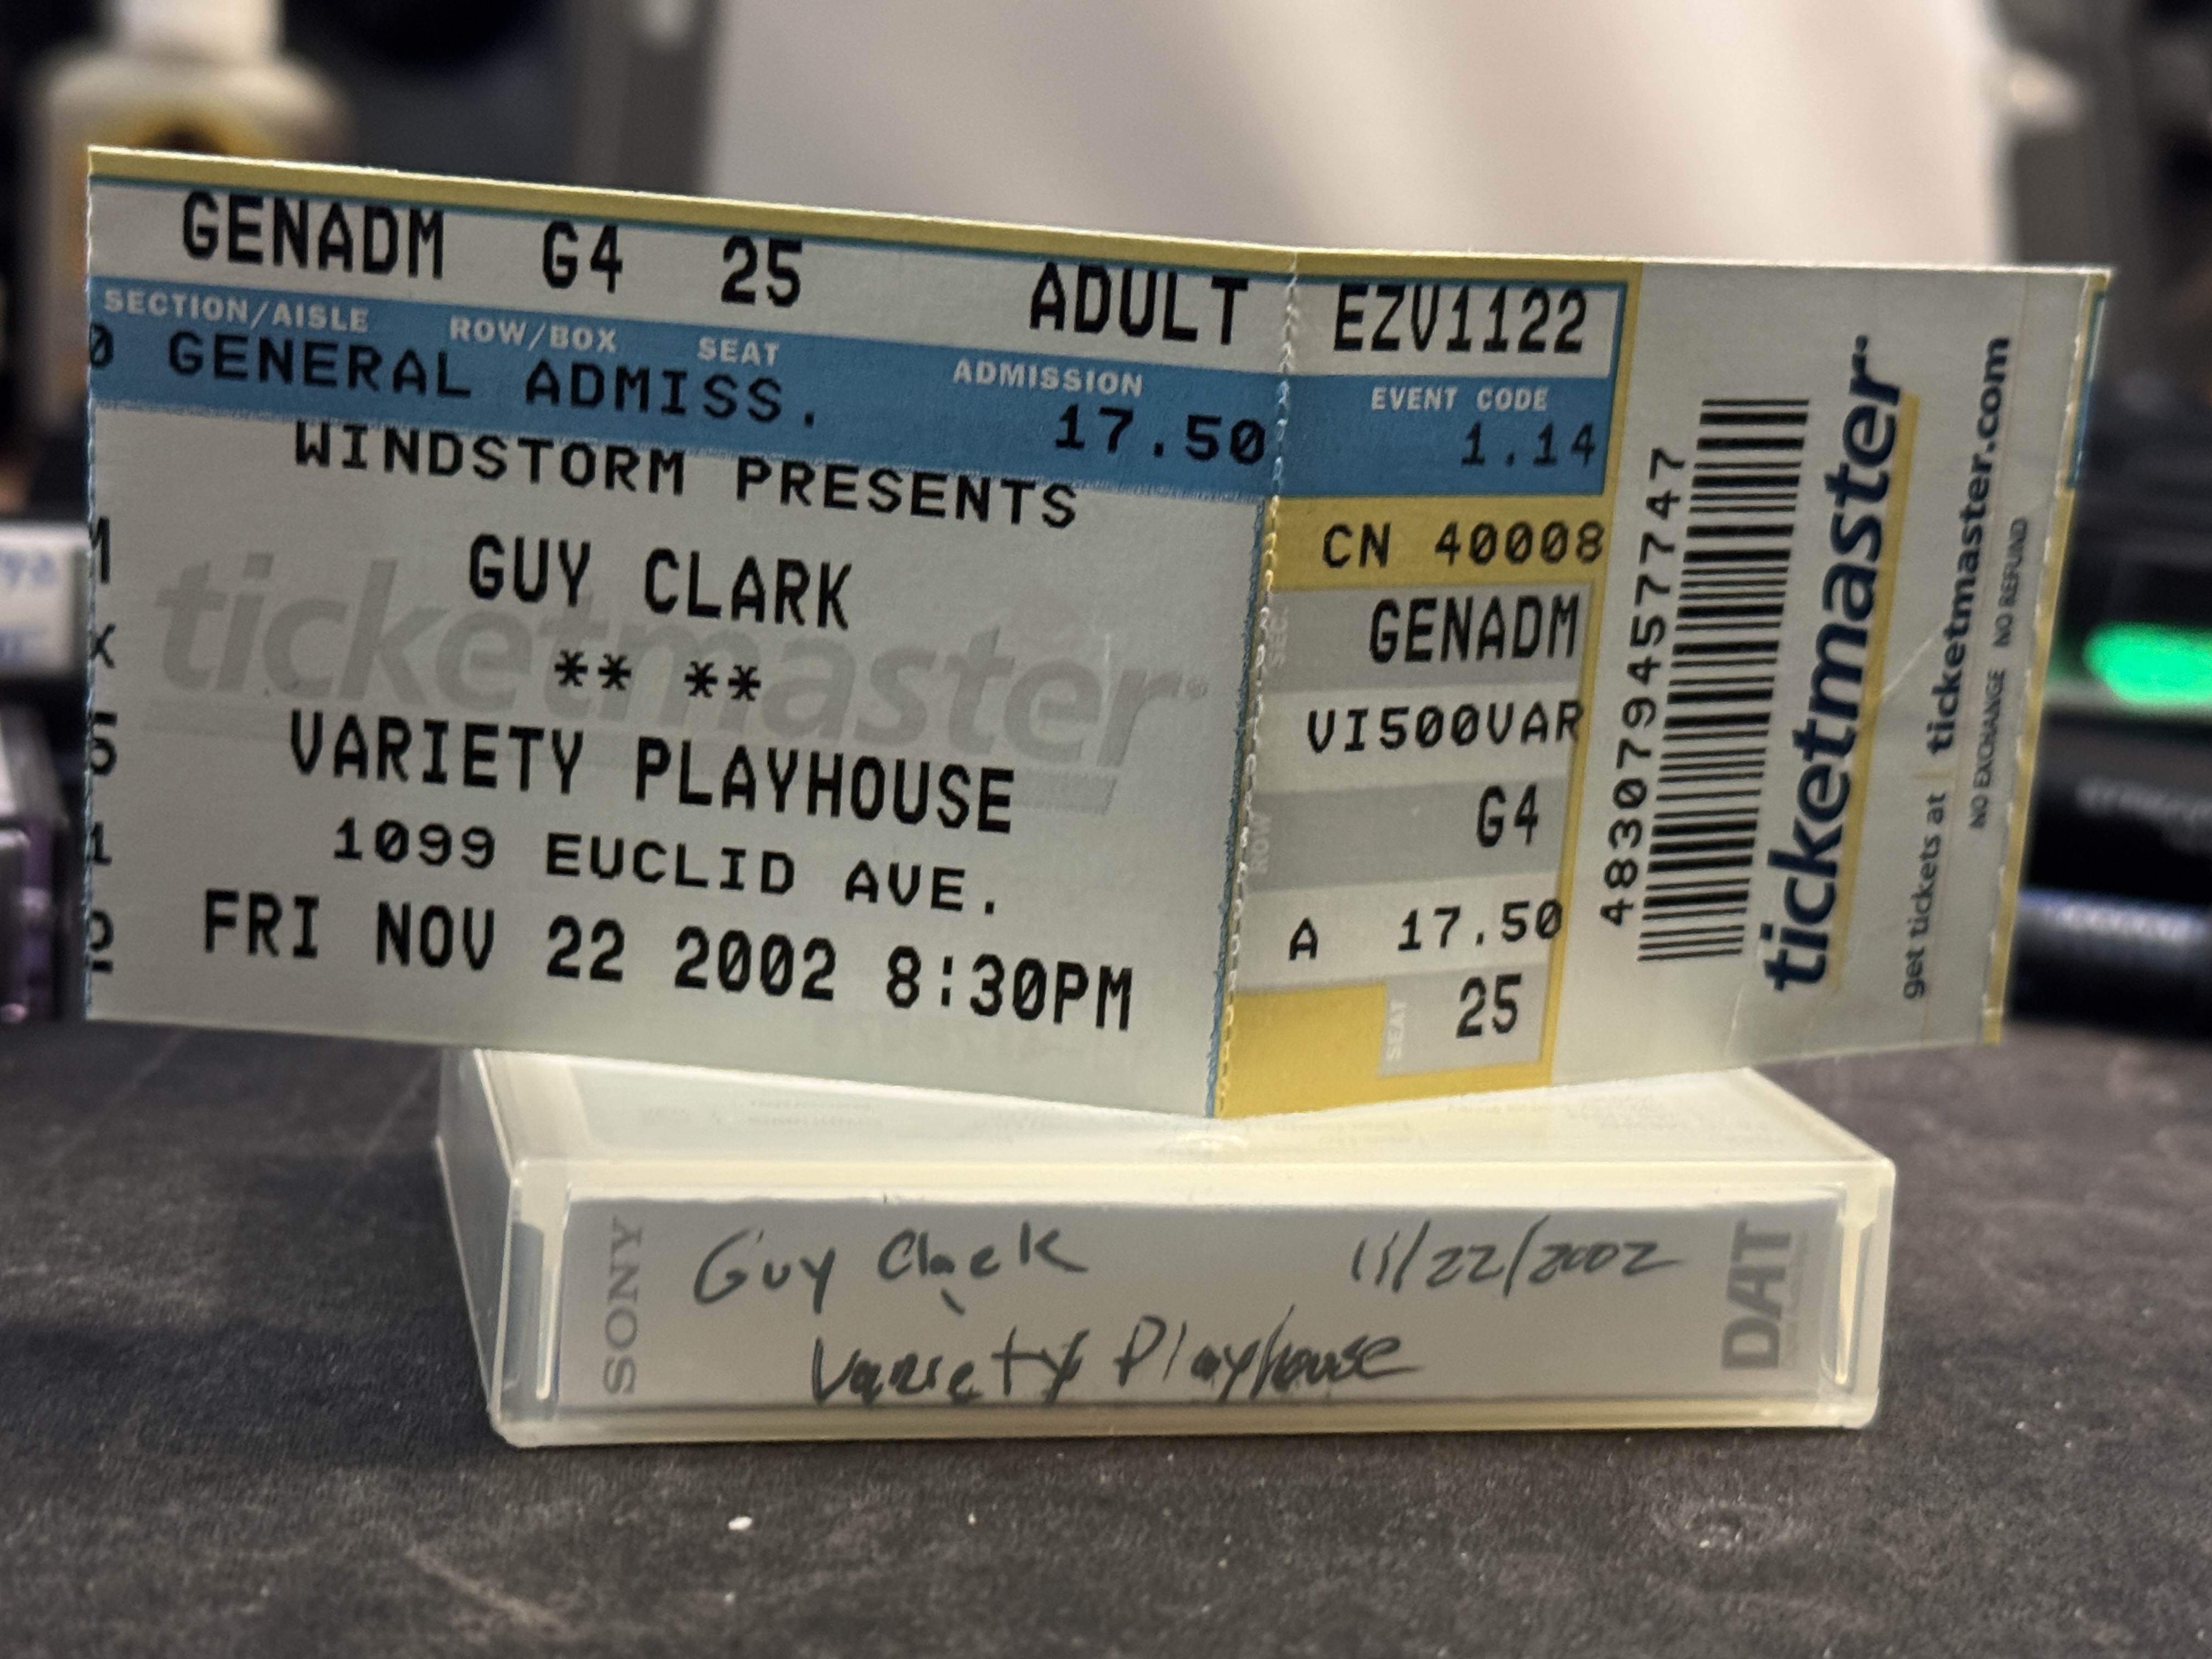 GENADM G4 25 ADULT
SECTION/AISLE ROW/BOX SEAT ADMISSION
0 GENERAL ADMISS. 17.50
WINDSTORM PRESENTS
GUY CLARK
** **
VARIETY PLAYHOUSE
1099 EUCLID AVE.
FRI NOV 22 2002 8:30PM
ticketmaster
EZV1122
EVENT CODE
1.14
CN 40008
GENADM
VI500VAR
G4
ROW
A 17.50
25
SEAT
483079457747
ticketmaster
get tickets at | ticketmaster.com
NO EXCHANGE NO REFUND
SONY
Guy Clark 11/22/2002
Variety Playhouse
DAT